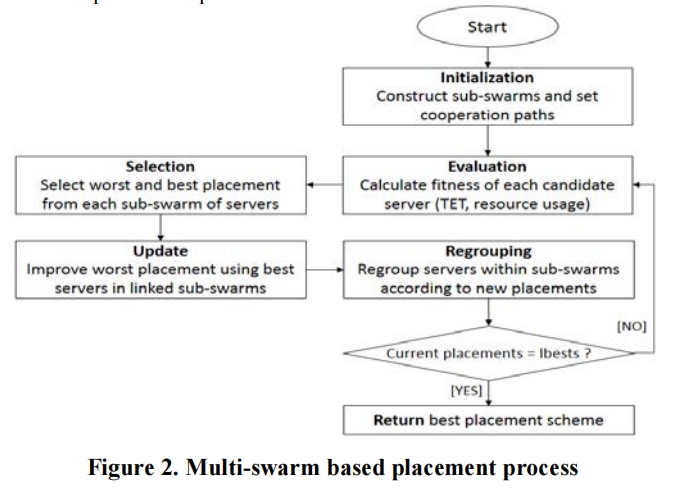 Start
Initialization
Construct sub-swarms and set
cooperation paths
Evaluation
Calculate fitness of each candidate
server (TET, resource usage)
Selection
Select worst and best placement
from each sub-swarm of servers
Update
Improve worst placement using best
servers in linked sub-swarms
Regrouping
Regroup servers within sub-swarms
according to new placements
Current placements = lbests ?
[NO]
[YES]
Return best placement scheme
Figure 2. Multi-swarm based placement process